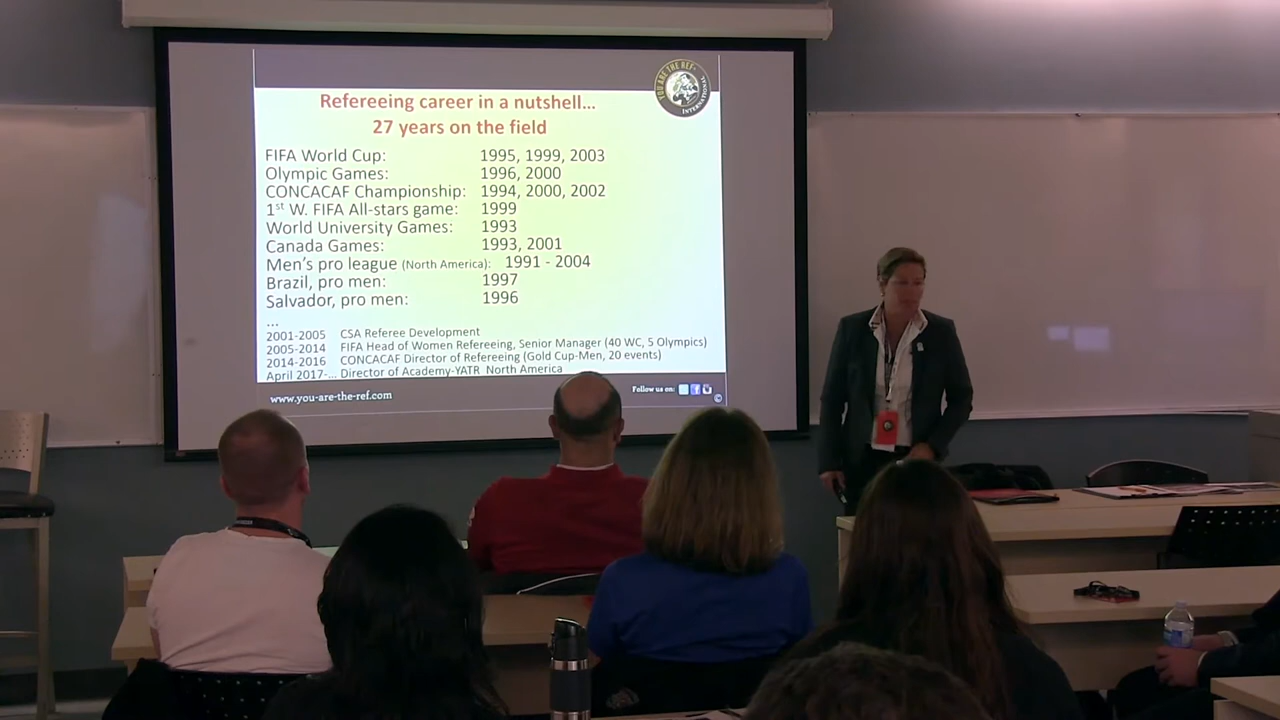 YOU ARE THE REF
INTERNATIONAL
Refereeing career in a nutshell...
27 years on the field
FIFA World Cup: 1995, 1999, 2003
Olympic Games: 1996, 2000
CONCACAF Championship: 1994, 2000, 2002
1st W. FIFA All-stars game: 1999
World University Games: 1993
Canada Games: 1993, 2001
Men's pro league (North America): 1991 - 2004
Brazil, pro men: 1997
Salvador, pro men: 1996
...
2001-2005 CSA Referee Development
2005-2014 FIFA Head of Women Refereeing, Senior Manager (40 WC, 5 Olympics)
2014-2016 CONCACAF Director of Refereeing (Gold Cup-Men, 20 events)
April 2017-... Director of Academy-YATR North America
www.you-are-the-ref.com
Follow us on:
©